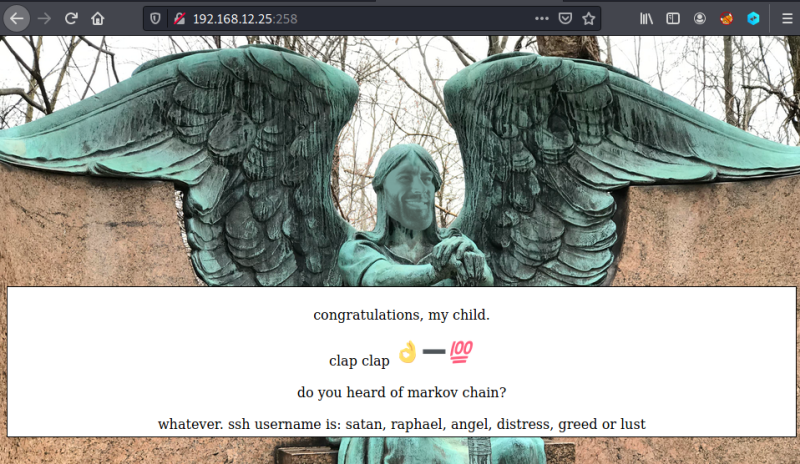 192.168.12.25:258
congratulations, my child.
clap clap 👌➖💯
do you heard of markov chain?
whatever. ssh username is: satan, raphael, angel, distress, greed or lust